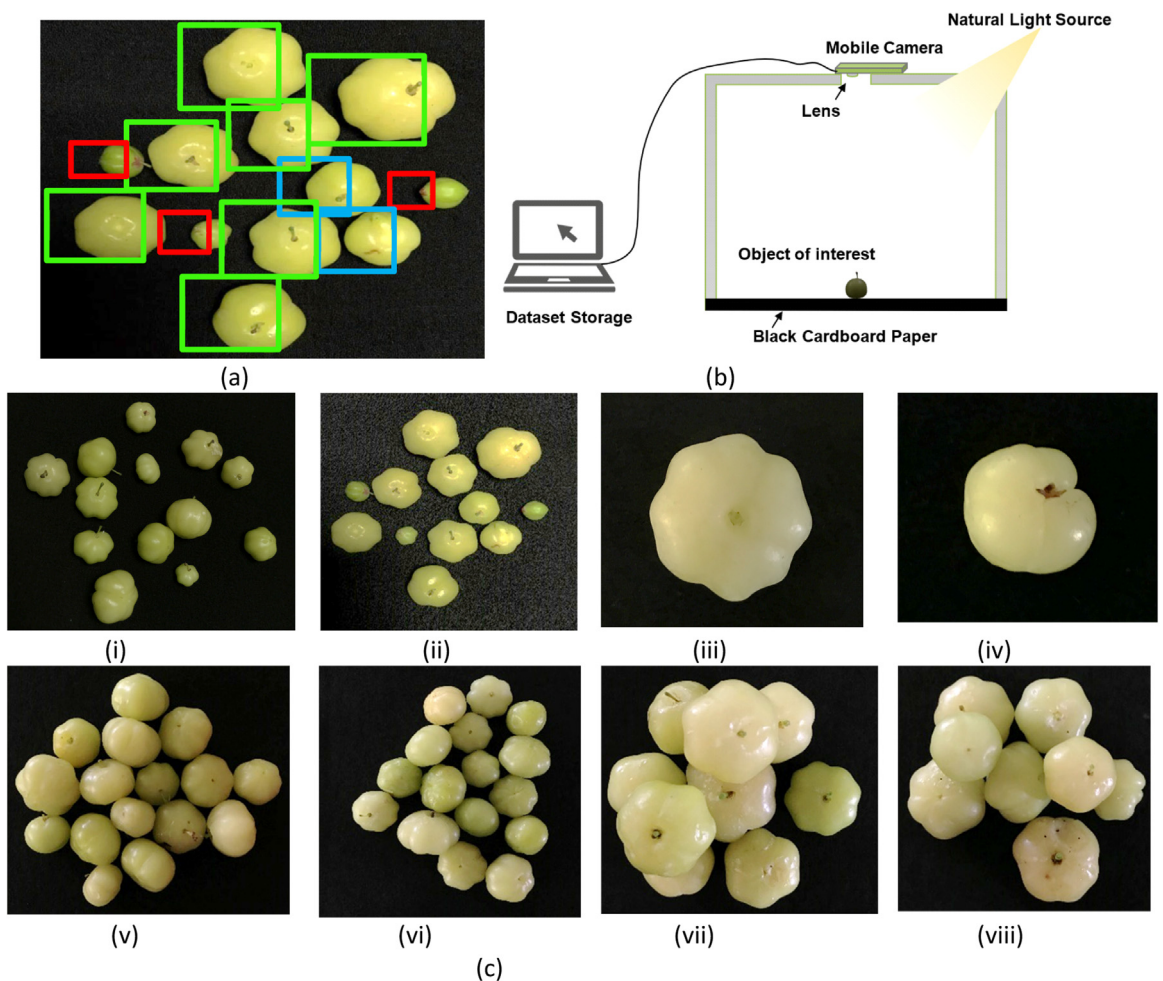 Natural Light Source
Mobile Camera
Lens
Object of interest
Dataset Storage
Black Cardboard Paper
(a)
(b)
(i)
(ii)
(iii)
(iv)
(v)
(vi)
(vii)
(viii)
(c)